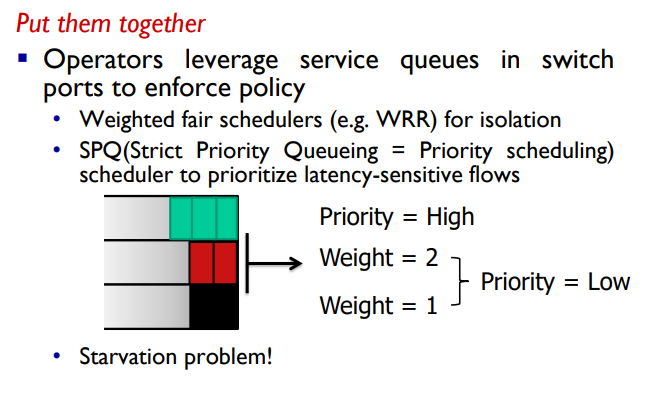 Put them together
▪ Operators leverage service queues in switch
ports to enforce policy
• Weighted fair schedulers (e.g. WRR) for isolation
• SPQ(Strict Priority Queueing = Priority scheduling)
scheduler to prioritize latency-sensitive flows
Priority = High
Weight = 2
Priority = Low
Weight = 1
• Starvation problem!